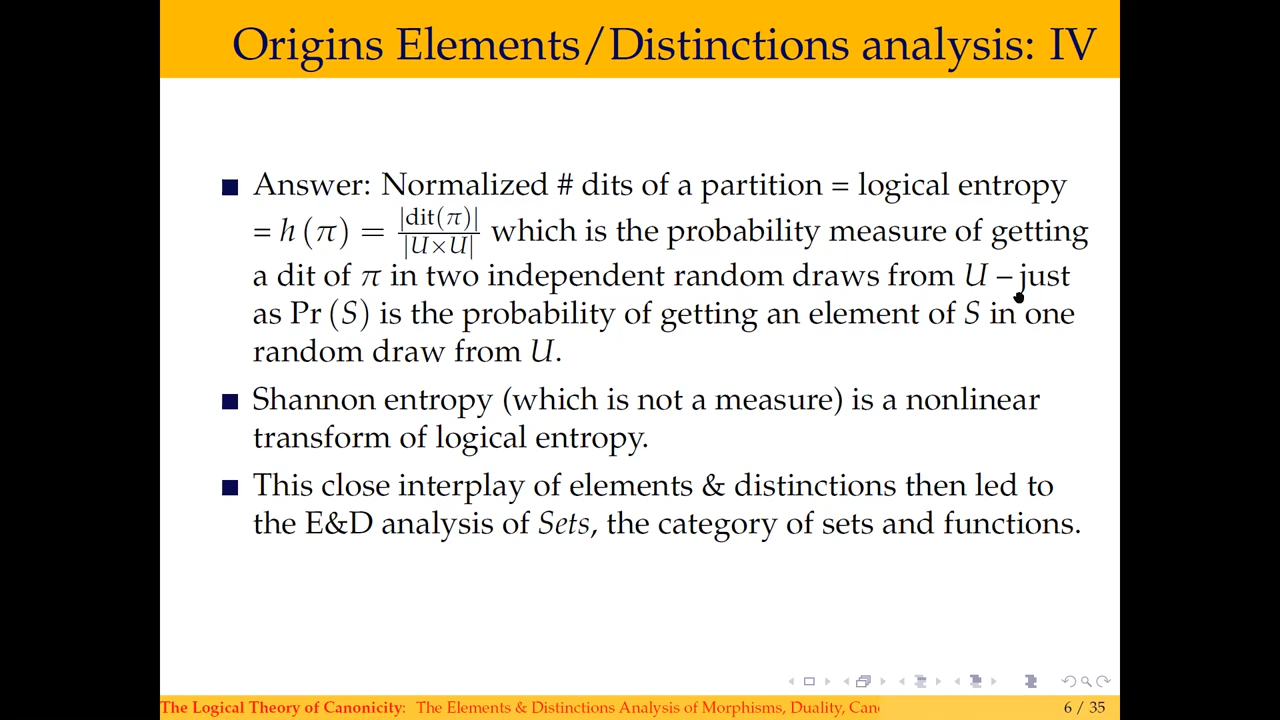 Origins Elements/Distinctions analysis: IV
Answer: Normalized # dits of a partition = logical entropy
= h (π) = |dit(π)| / |U×U| which is the probability measure of getting
a dit of π in two independent random draws from U – just
as Pr (S) is the probability of getting an element of S in one
random draw from U.
Shannon entropy (which is not a measure) is a nonlinear
transform of logical entropy.
This close interplay of elements & distinctions then led to
the E&D analysis of Sets, the category of sets and functions.
The Logical Theory of Canonicity: The Elements & Distinctions Analysis of Morphisms, Duality, Cano
6 / 35